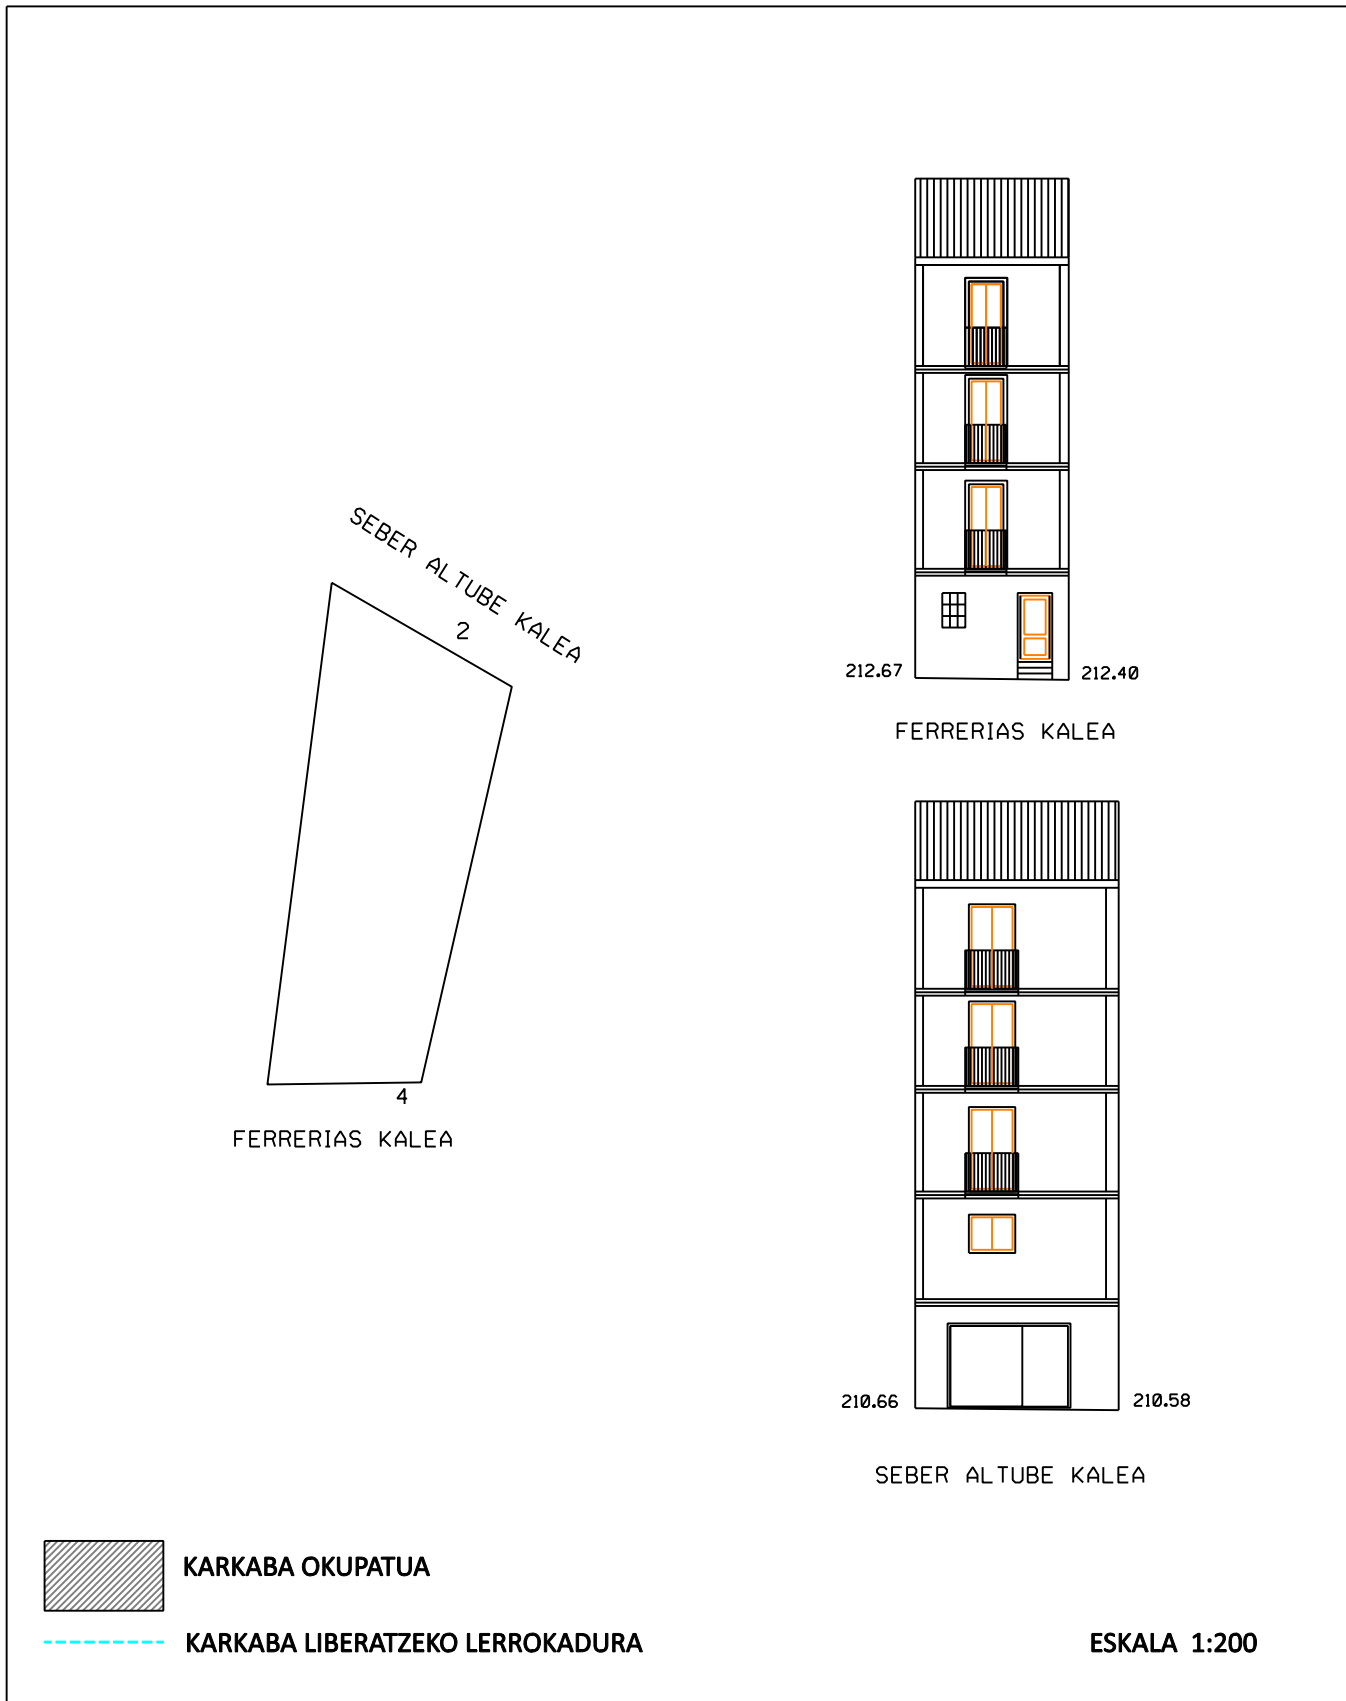 SEBER ALTUBE KALEA
2
4
FERRERIAS KALEA
212.67
212.40
FERRERIAS KALEA
210.66
210.58
SEBER ALTUBE KALEA
KARKABA OKUPATUA
KARKABA LIBERATZEKO LERROKADURA
ESKALA 1:200